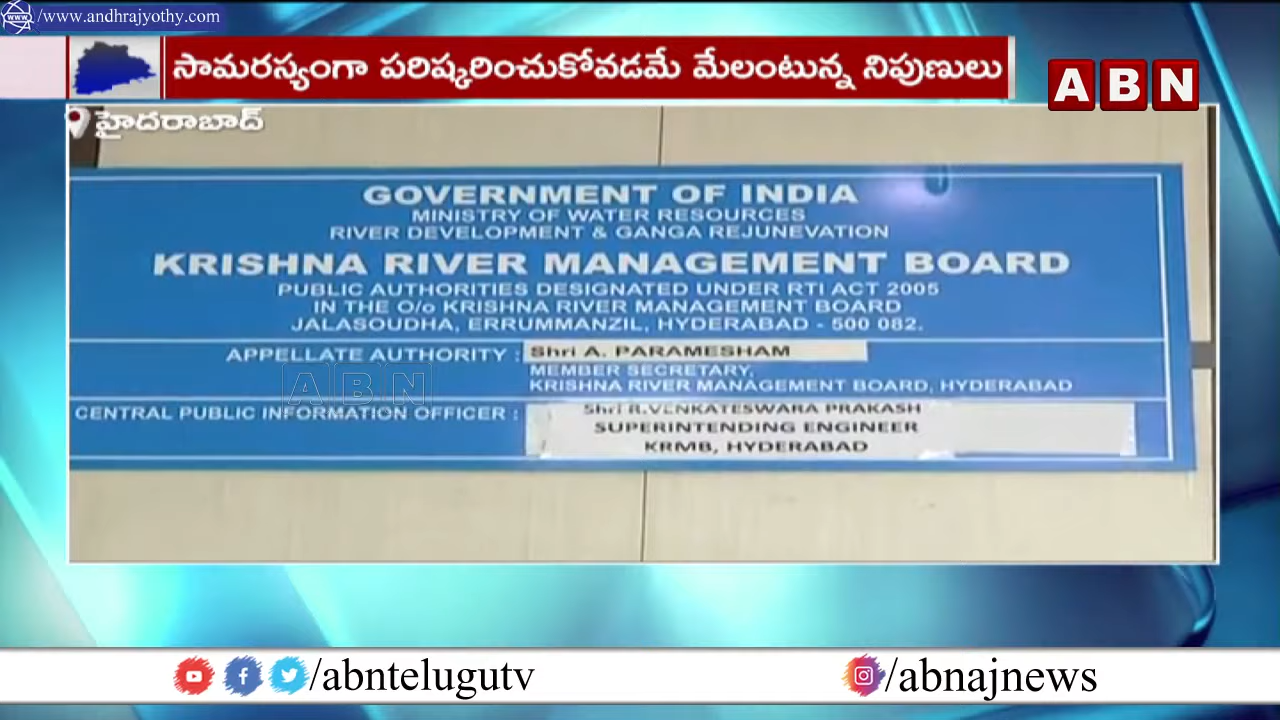 www.andhrajyothy.com
సామరస్యంగా పరిష్కరించుకోవడమే మేలంటున్న నిపుణులు
ABN
హైదరాబాద్
GOVERNMENT OF INDIA
MINISTRY OF WATER RESOURCES
RIVER DEVELOPMENT & GANGA REJUNEVATION
KRISHNA RIVER MANAGEMENT BOARD
PUBLIC AUTHORITIES DESIGNATED UNDER RTI ACT 2005
IN THE O/o KRISHNA RIVER MANAGEMENT BOARD
JALASOUDHA, ERRUMMANZIL, HYDERABAD - 500 082.
APPELLATE AUTHORITY : Shri A. PARAMESHAM
MEMBER SECRETARY,
KRISHNA RIVER MANAGEMENT BOARD, HYDERABAD
ABN
CENTRAL PUBLIC INFORMATION OFFICER : Shri R.VENKATESWARA PRAKASH
SUPERINTENDING ENGINEER
KRMB, HYDERABAD
/abntelugutv
/abnajnews